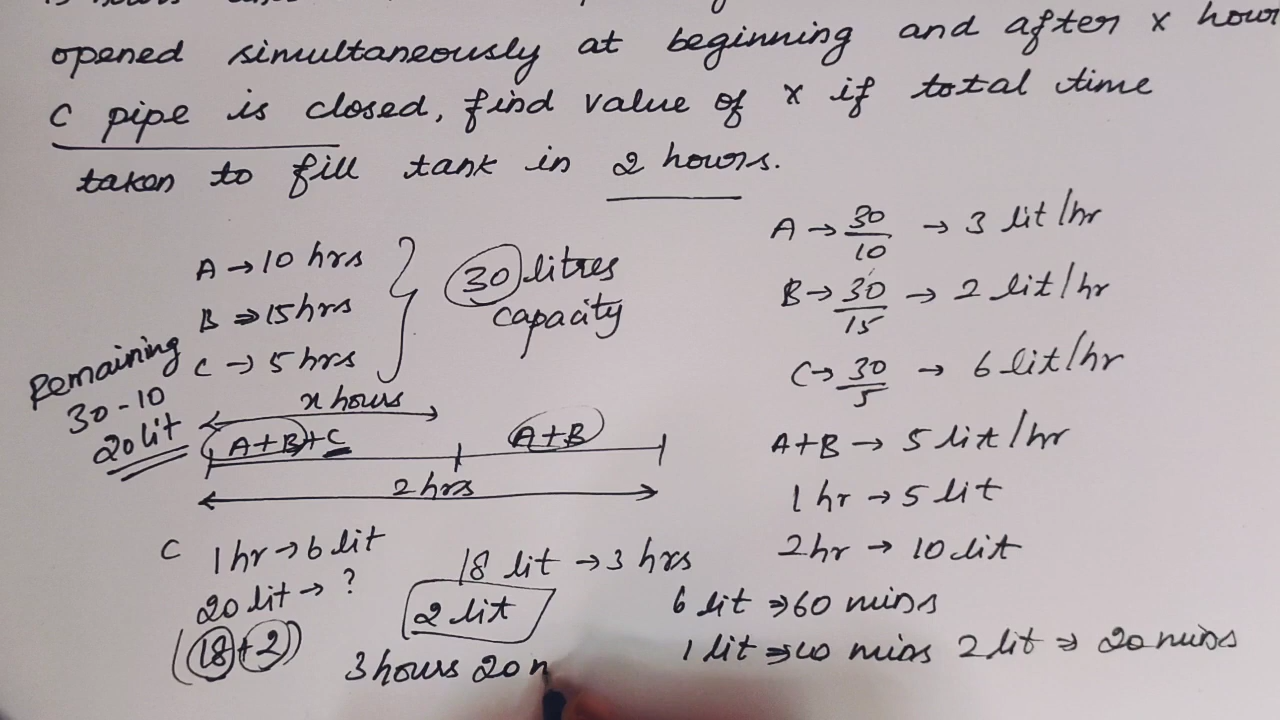 opened simultaneously at beginning and after x hour
C pipe is closed, find value of x if total time
taken to fill tank in 2 hours.
A → 10 hrs
B ⇒ 15 hrs
C → 5 hrs
30 litres
capacity
Remaining
30-10
20 lit
x hours
A+B+C
A+B
2 hrs
C 1 hr → 6 lit
20 lit → ?
(18+2)
18 lit → 3 hrs
2 lit
3 hours 20
A → 30/10 → 3 lit/hr
B → 30/15 → 2 lit/hr
C → 30/5 → 6 lit/hr
A+B → 5 lit/hr
1 hr → 5 lit
2 hr → 10 lit
6 lit ⇒ 60 mins
1 lit ⇒ 10 mins 2 lit ⇒ 20 mins